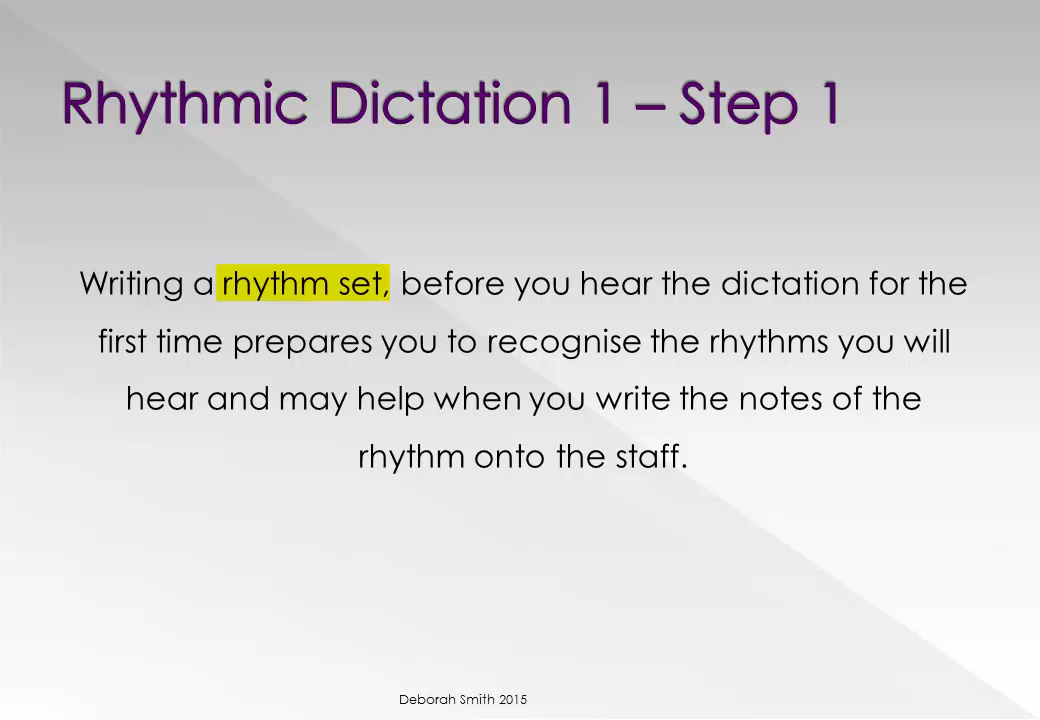 Rhythmic Dictation 1 – Step 1
Writing a rhythm set, before you hear the dictation for the
first time prepares you to recognise the rhythms you will
hear and may help when you write the notes of the
rhythm onto the staff.
Deborah Smith 2015